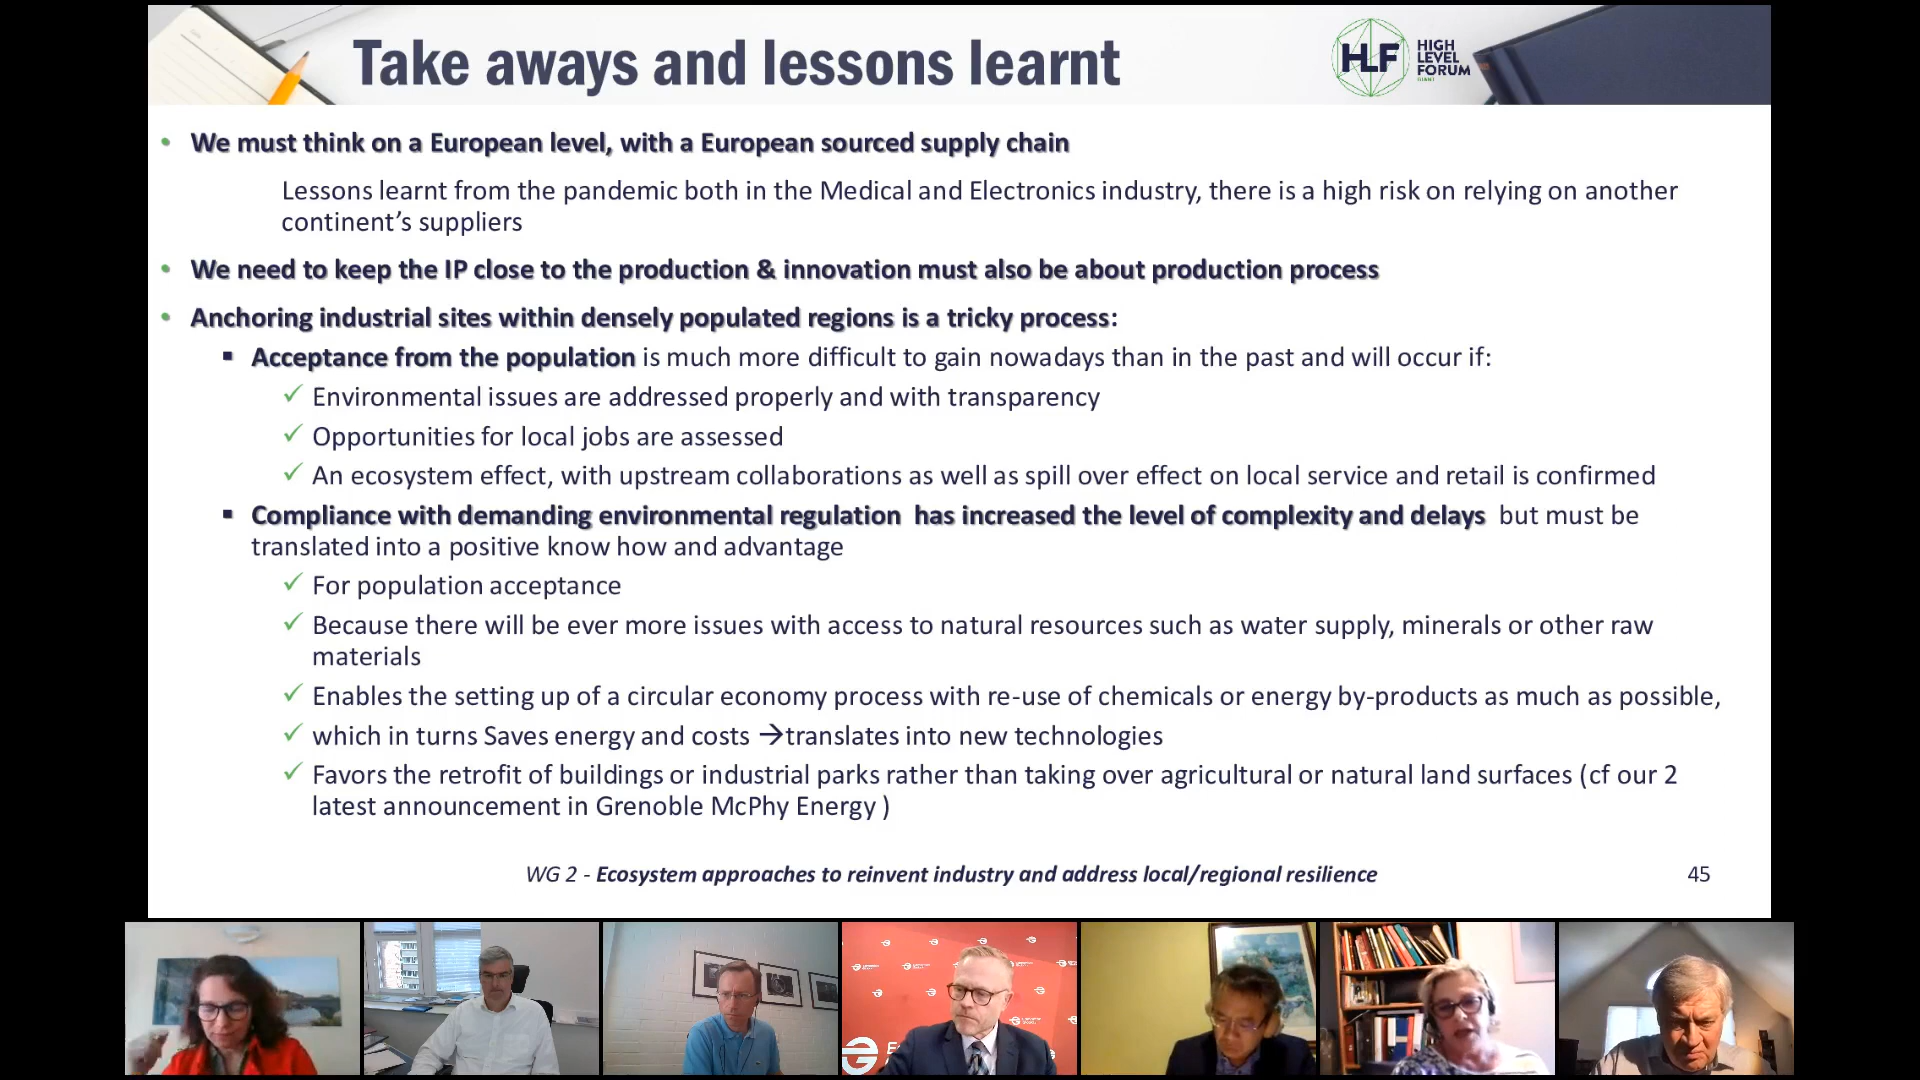 Take aways and lessons learnt
HLF
HIGH
LEVEL
FORUM
GIANT
• We must think on a European level, with a European sourced supply chain
Lessons learnt from the pandemic both in the Medical and Electronics industry, there is a high risk on relying on another
continent’s suppliers
• We need to keep the IP close to the production & innovation must also be about production process
• Anchoring industrial sites within densely populated regions is a tricky process:
▪ Acceptance from the population is much more difficult to gain nowadays than in the past and will occur if:
✓ Environmental issues are addressed properly and with transparency
✓ Opportunities for local jobs are assessed
✓ An ecosystem effect, with upstream collaborations as well as spill over effect on local service and retail is confirmed
▪ Compliance with demanding environmental regulation has increased the level of complexity and delays but must be
translated into a positive know how and advantage
✓ For population acceptance
✓ Because there will be ever more issues with access to natural resources such as water supply, minerals or other raw
materials
✓ Enables the setting up of a circular economy process with re-use of chemicals or energy by-products as much as possible,
✓ which in turns Saves energy and costs →translates into new technologies
✓ Favors the retrofit of buildings or industrial parks rather than taking over agricultural or natural land surfaces (cf our 2
latest announcement in Grenoble McPhy Energy )
WG 2 - Ecosystem approaches to reinvent industry and address local/regional resilience
45